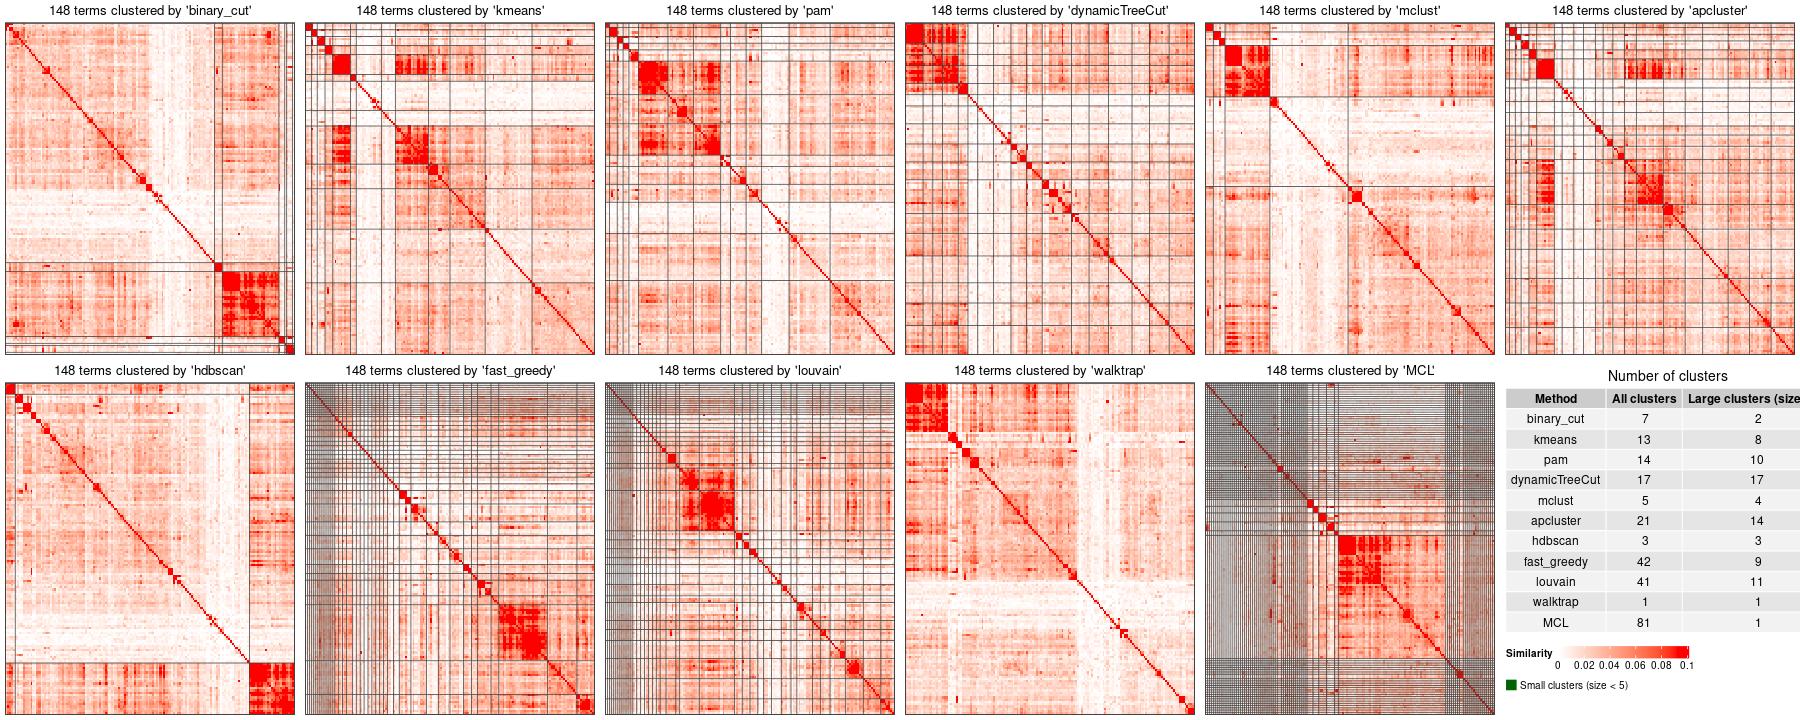 148 terms clustered by 'binary_cut'
148 terms clustered by 'kmeans'
148 terms clustered by 'pam'
148 terms clustered by 'dynamicTreeCut'
148 terms clustered by 'mclust'
148 terms clustered by 'apcluster'
148 terms clustered by 'hdbscan'
148 terms clustered by 'fast_greedy'
148 terms clustered by 'louvain'
148 terms clustered by 'walktrap'
148 terms clustered by 'MCL'
Number of clusters
Method All clusters Large clusters (size
binary_cut 7 2
kmeans 13 8
pam 14 10
dynamicTreeCut 17 17
mclust 5 4
apcluster 21 14
hdbscan 3 3
fast_greedy 42 9
louvain 41 11
walktrap 1 1
MCL 81 1
Similarity
0 0.02 0.04 0.06 0.08 0.1
Small clusters (size < 5)